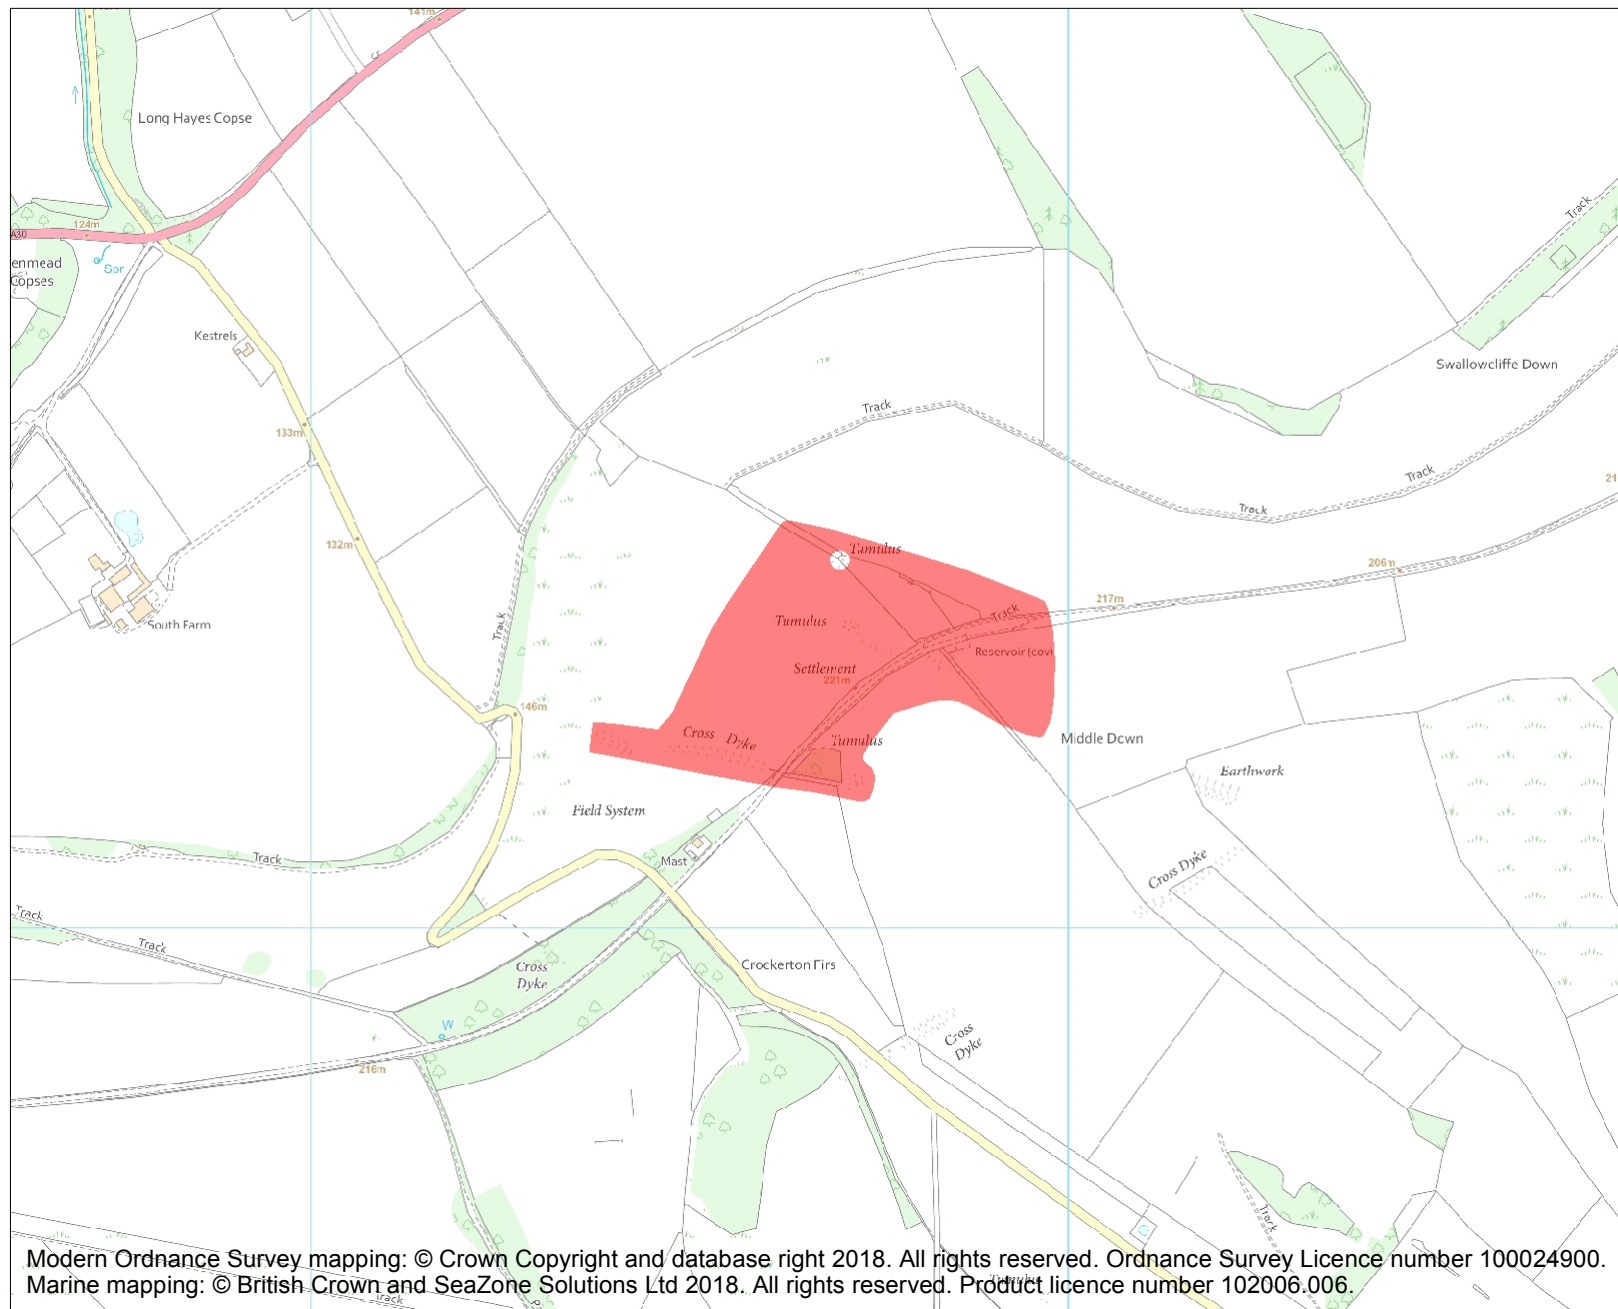 141m
Long Hayes Copse
Track
124m
A30
Spr
enmead
Copses
Kestrels
Swallowcliffe Down
Track
133m
Track
21
Track
132m
Tumulus
206m
217m
Track
South Farm
Tumulus
Track
Reservoir (cov
Settlement
221m
146m
Cross Dyke
Tumulus
Middle Down
Earthwork
Field System
Track
Mast
Cross Dyke
Track
Track
Crockerton Firs
Cross
Dyke
W
Cross
Dyke
216m
Track
Modern Ordnance Survey mapping: © Crown Copyright and database right 2018. All rights reserved. Ordnance Survey Licence number 100024900.
Marine mapping: © British Crown and SeaZone Solutions Ltd 2018. All rights reserved. Product licence number 102006.006.
Tumulus
Track